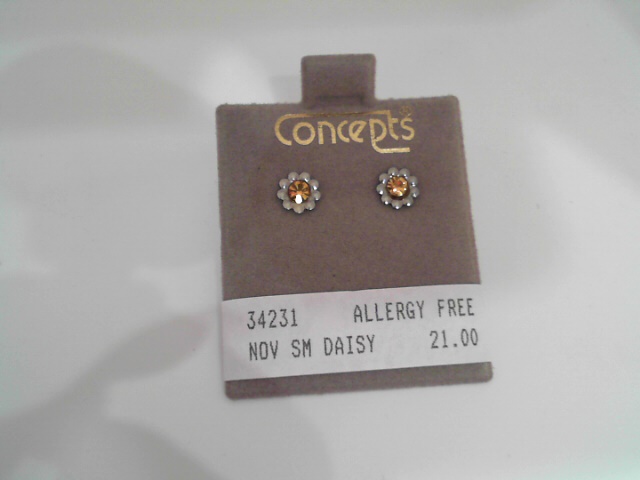 Concepts
34231 ALLERGY FREE
NOV SM DAISY 21.00